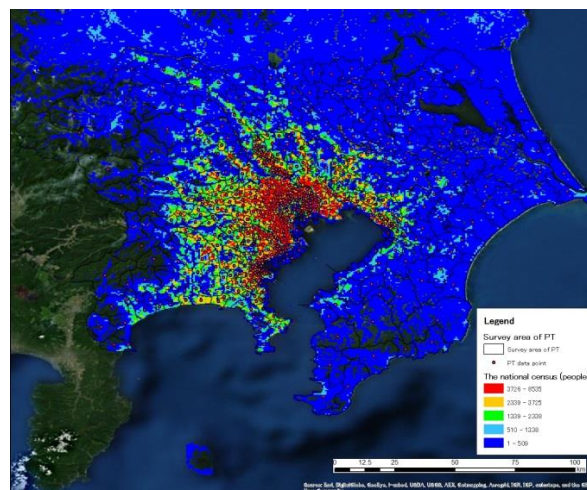 Legend
Survey area of PT
Survey area of PT
PT data point
The national census (people)
3726 - 8535
2339 - 3725
1339 - 2338
510 - 1338
1 - 509
0 12.5 25 50 75 100
km